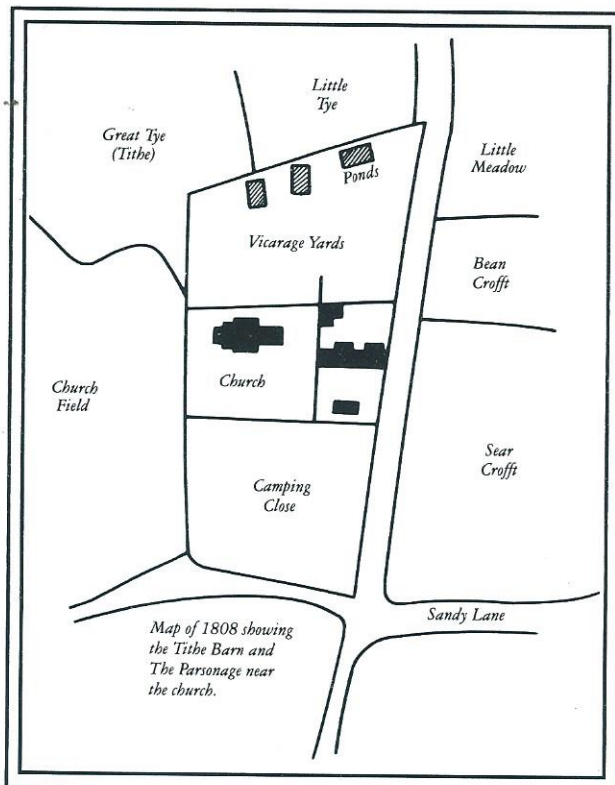 Little
Tye
Great Tye
(Tithe)
Little
Meadow
Ponds
Vicarage Yards
Bean
Crofft
Church
Church
Field
Sear
Crofft
Camping
Close
Sandy Lane
Map of 1808 showing
the Tithe Barn and
The Parsonage near
the church.